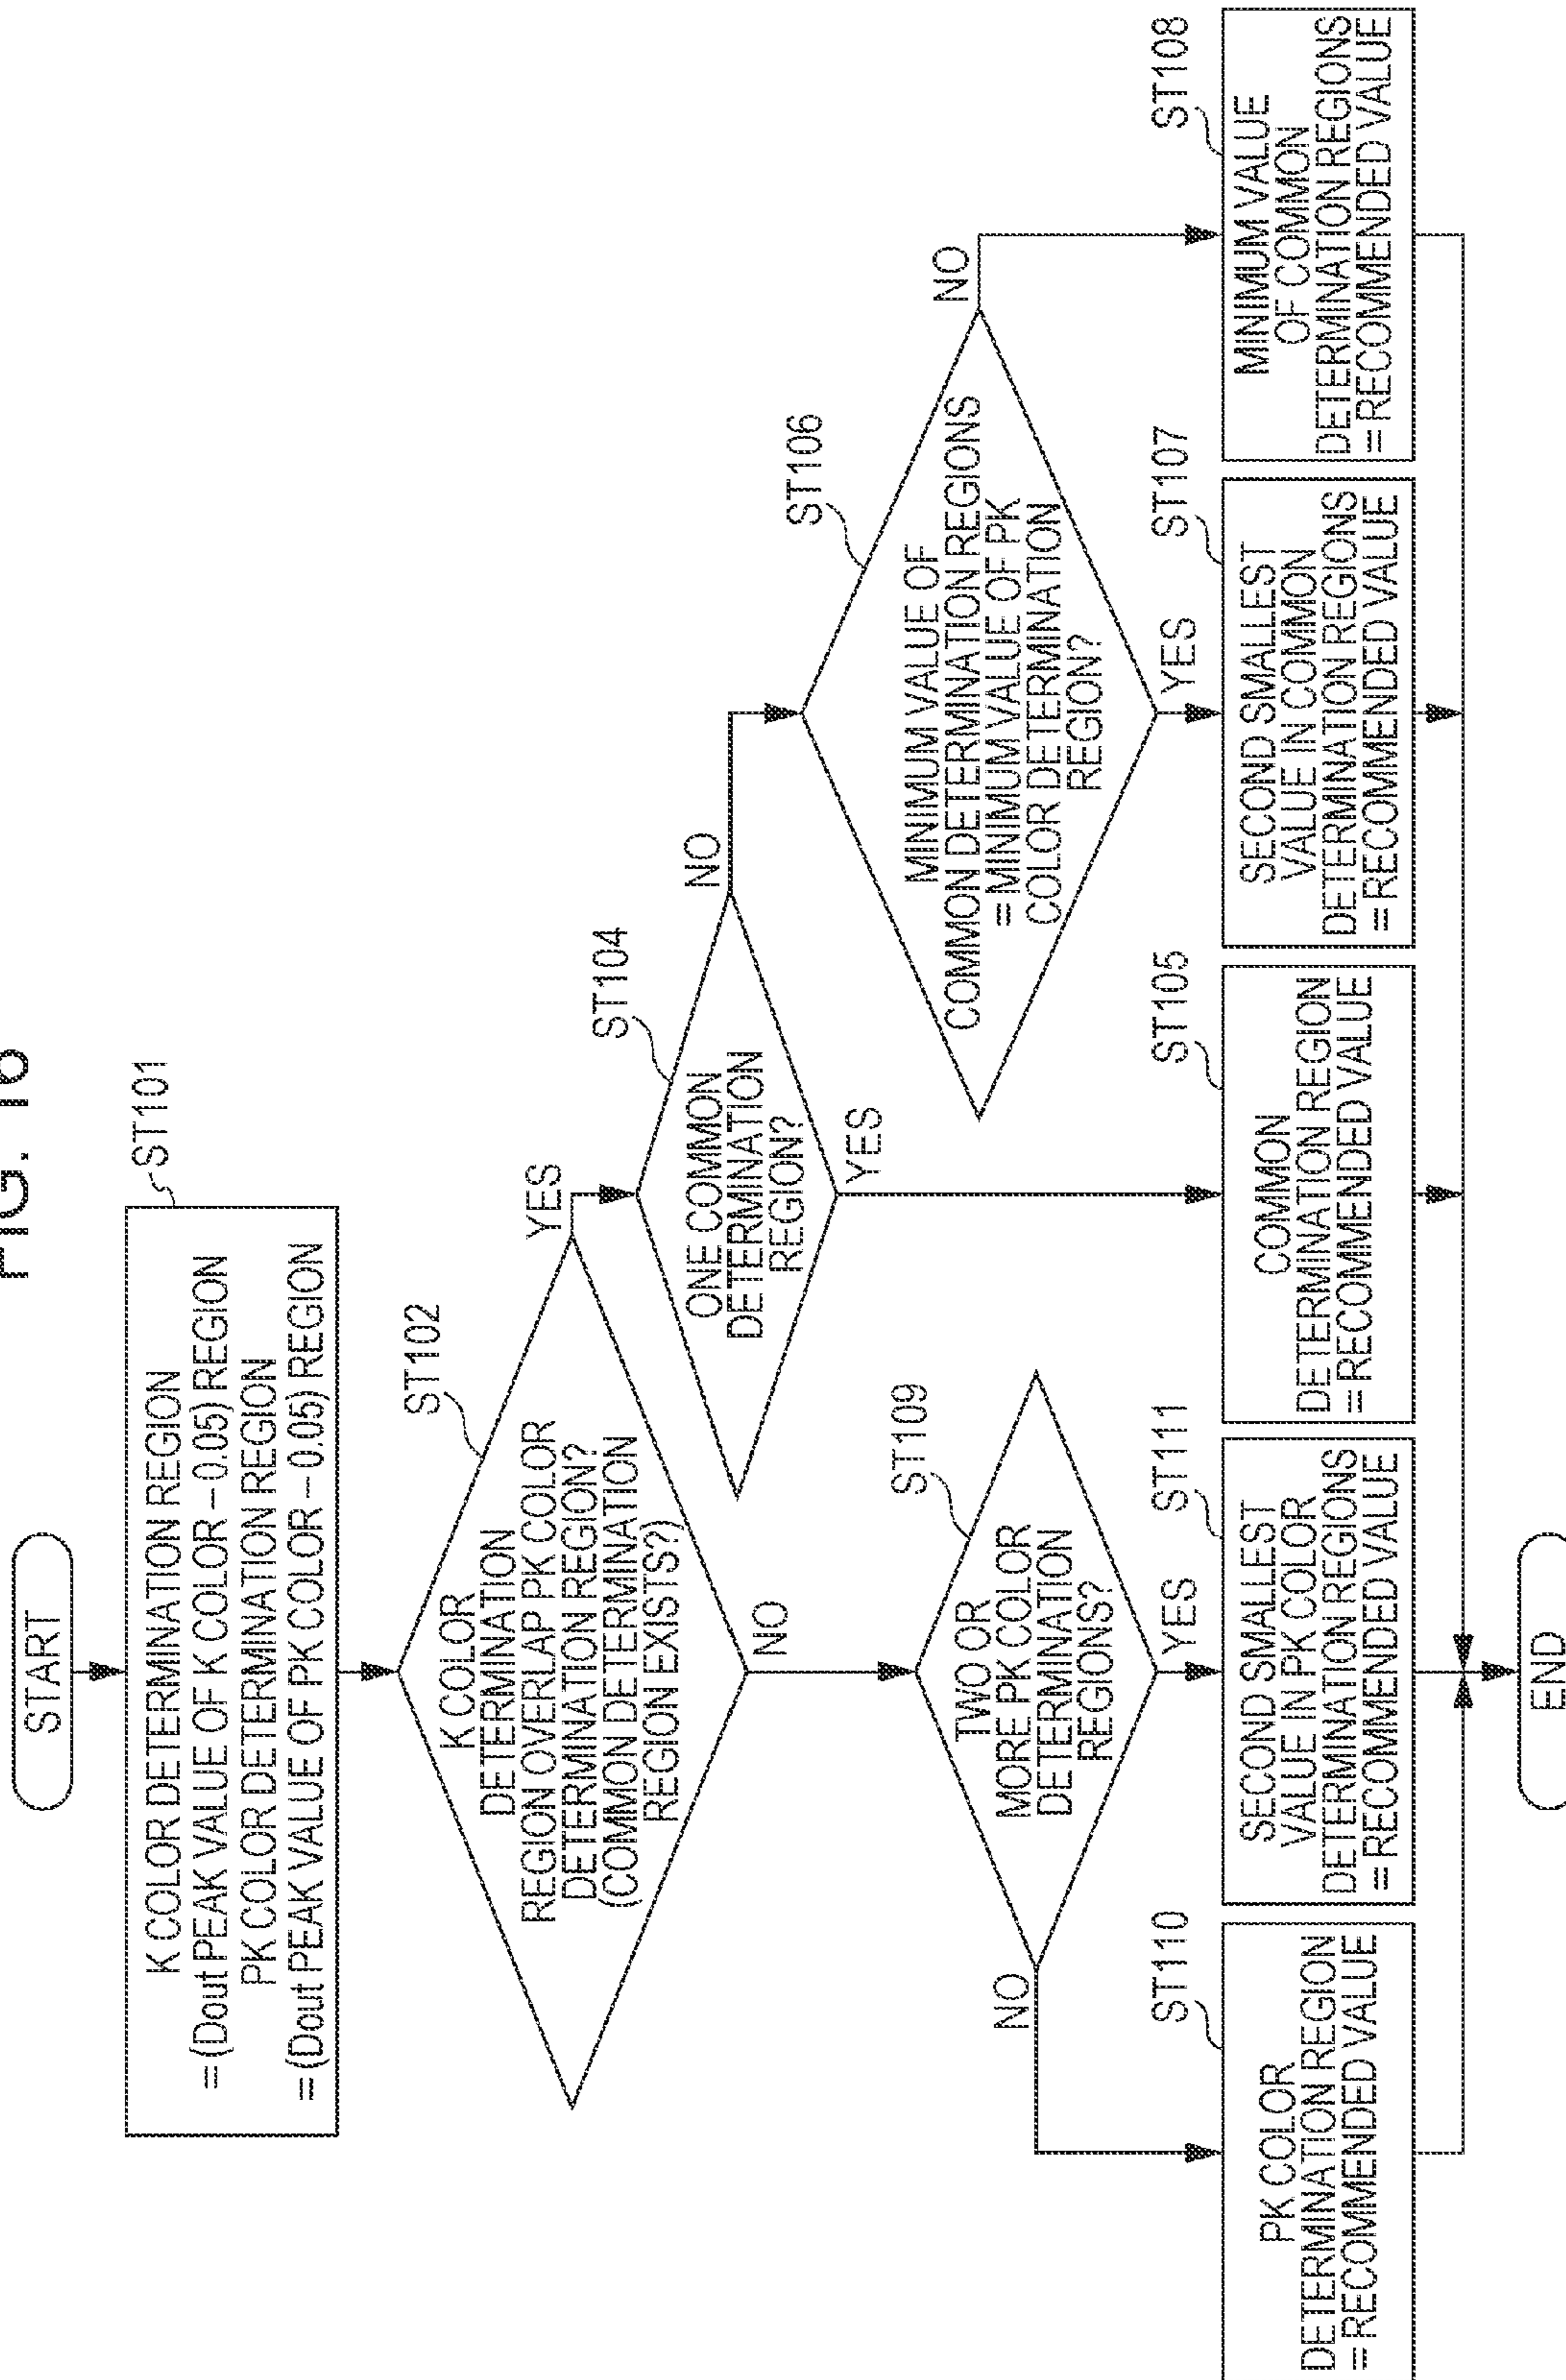 FIG. 16
START
ST101
K COLOR DETERMINATION REGION
= (Dout PEAK VALUE OF K COLOR – 0.05) REGION
PK COLOR DETERMINATION REGION
= (Dout PEAK VALUE OF PK COLOR – 0.05) REGION
ST102
K COLOR
DETERMINATION
REGION OVERLAP PK COLOR
DETERMINATION REGION?
(COMMON DETERMINATION
REGION EXISTS?)
YES
NO
ST104
ONE COMMON
DETERMINATION
REGION?
NO
YES
ST106
MINIMUM VALUE OF
COMMON DETERMINATION REGIONS
= MINIMUM VALUE OF PK
COLOR DETERMINATION
REGION?
NO
YES
ST109
TWO OR
MORE PK COLOR
DETERMINATION
REGIONS?
NO
YES
ST110
PK COLOR
DETERMINATION REGION
= RECOMMENDED VALUE
ST111
SECOND SMALLEST
VALUE IN PK COLOR
DETERMINATION REGIONS
= RECOMMENDED VALUE
ST105
COMMON
DETERMINATION REGION
= RECOMMENDED VALUE
ST107
SECOND SMALLEST
VALUE IN COMMON
DETERMINATION REGIONS
= RECOMMENDED VALUE
ST108
MINIMUM VALUE
OF COMMON
DETERMINATION REGIONS
= RECOMMENDED VALUE
END